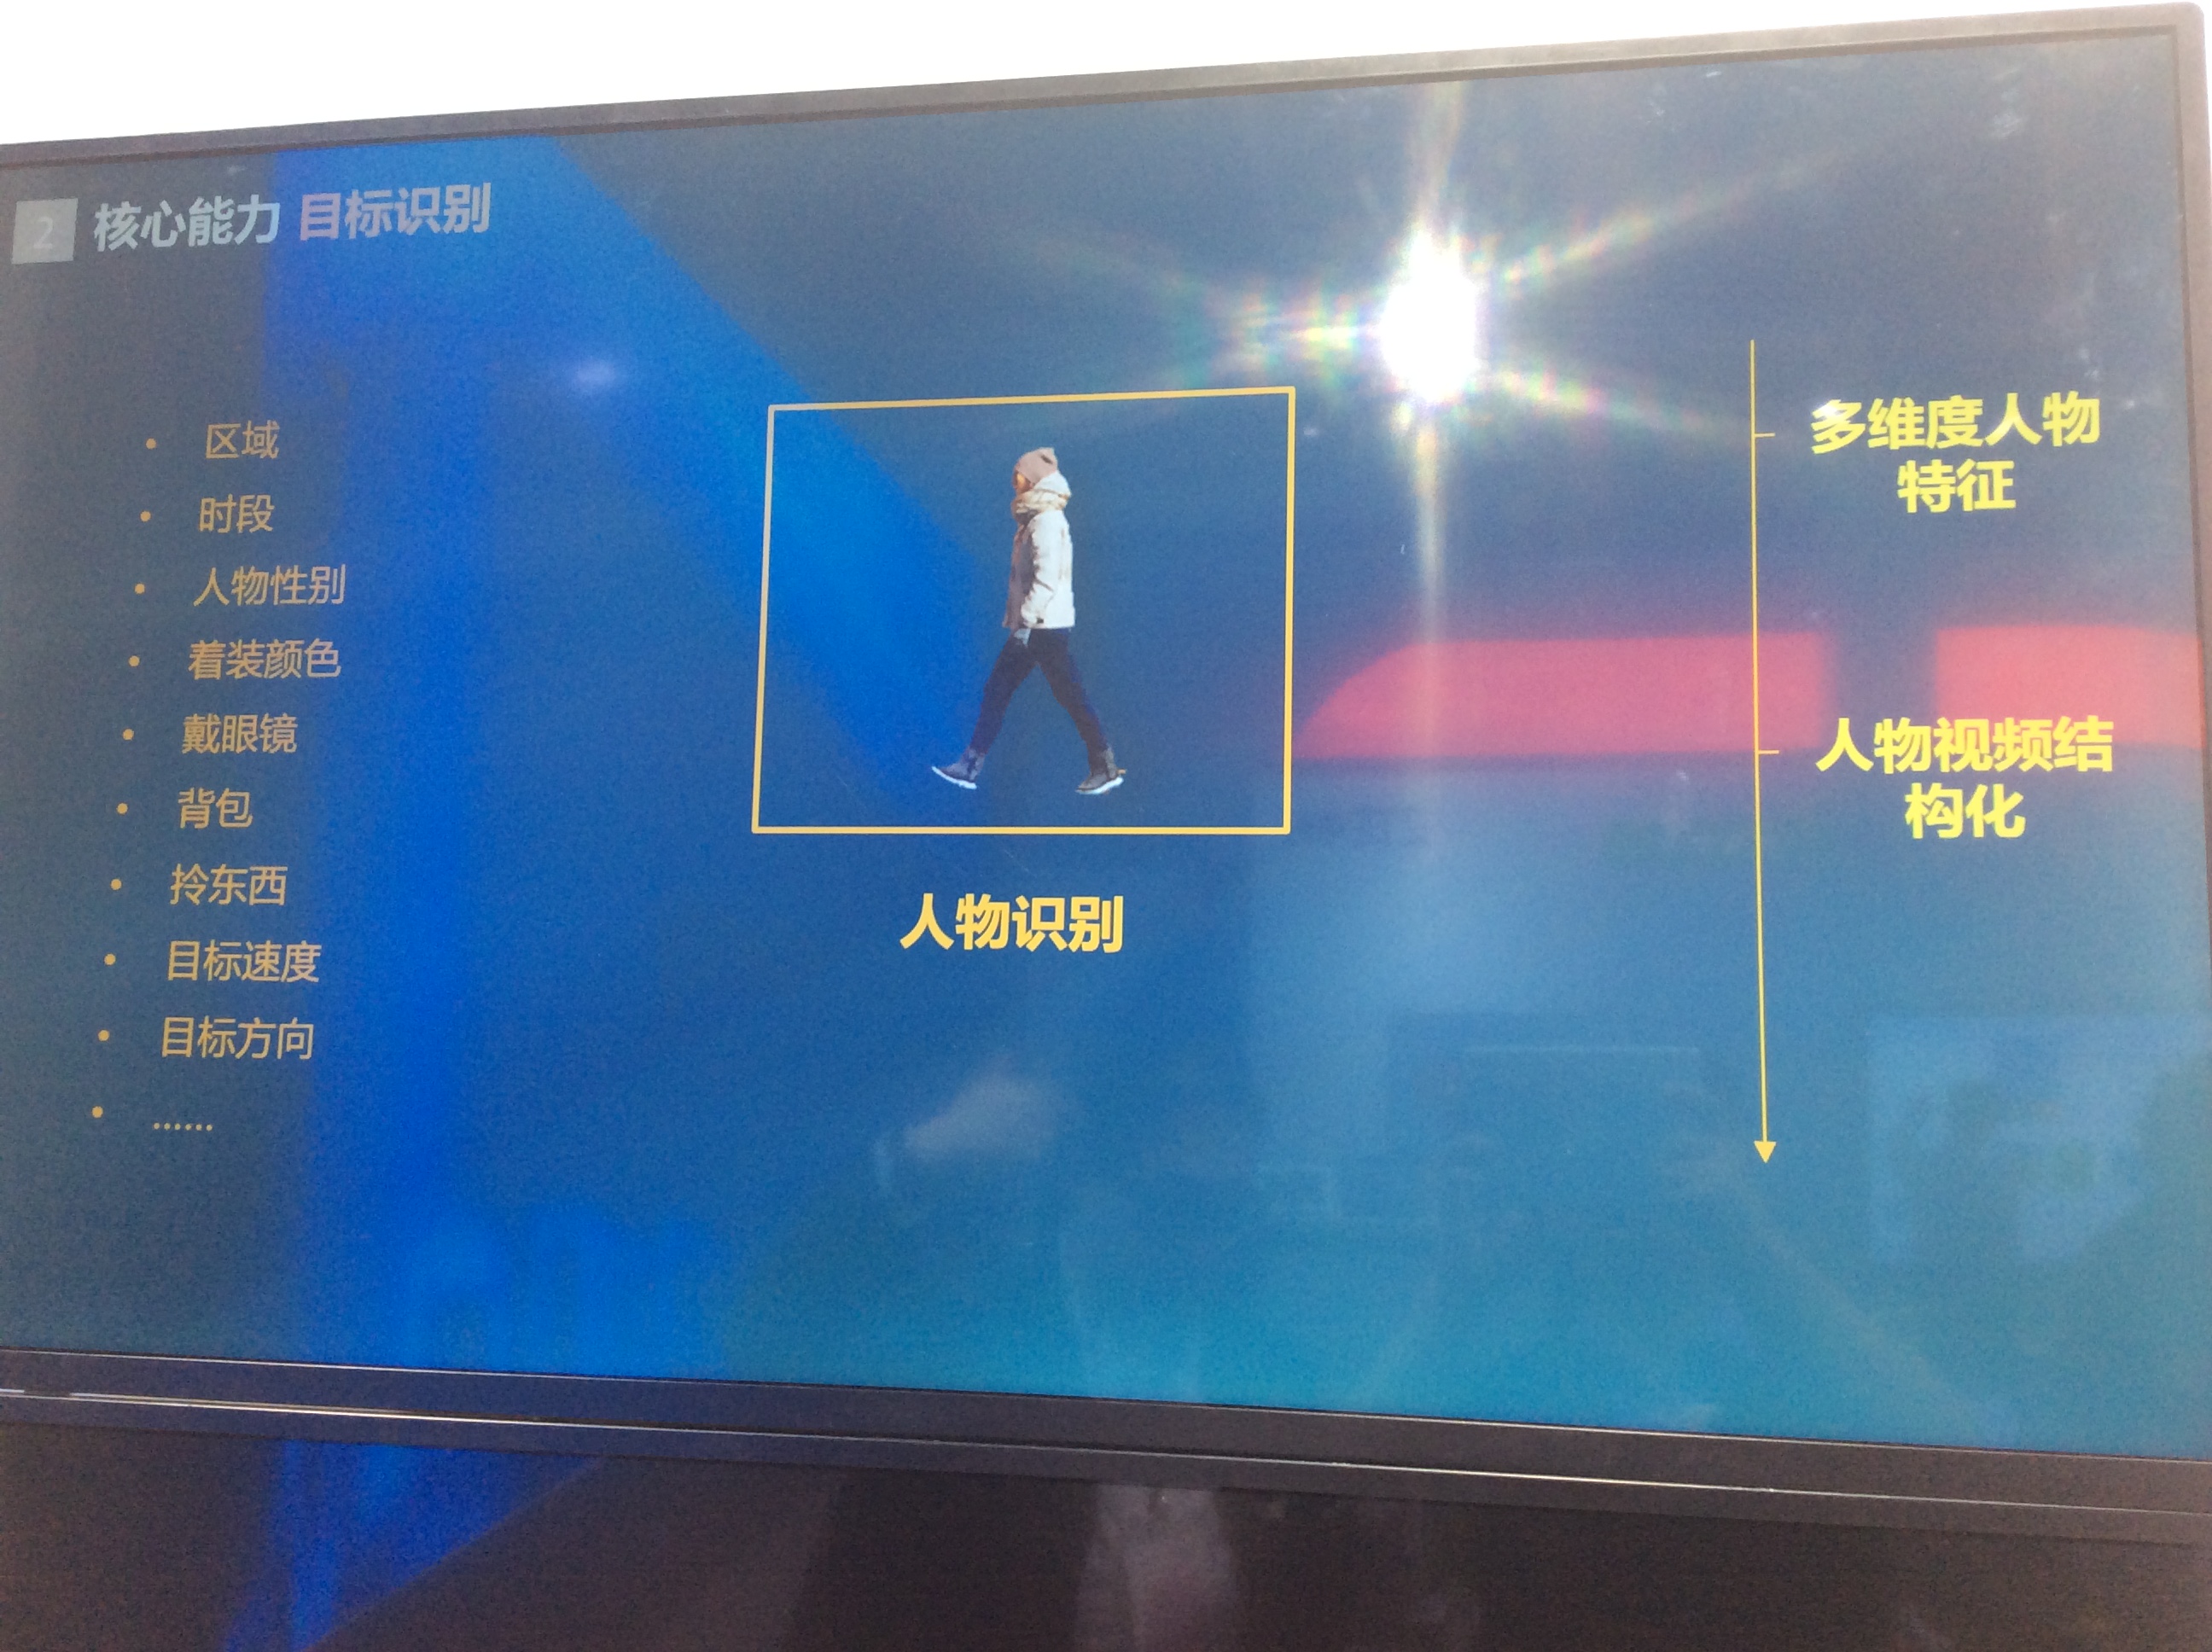 2 核心能力 目标识别
• 区域
• 时段
• 人物性别
• 着装颜色
• 戴眼镜
• 背包
• 拎东西
• 目标速度
• 目标方向
• ......
人物识别
多维度人物
特征
人物视频结
构化